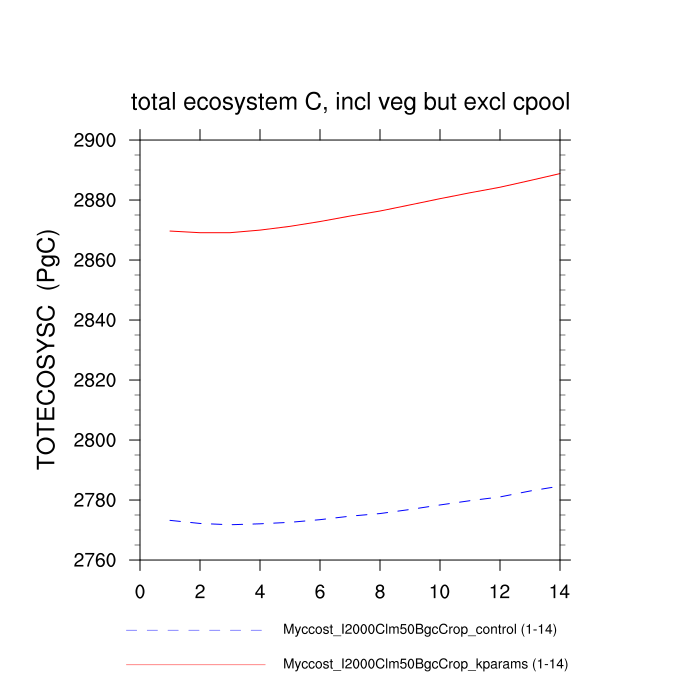 total ecosystem C, incl veg but excl cpool
TOTECOSYSC (PgC)
2900
2880
2860
2840
2820
2800
2780
2760
0 2 4 6 8 10 12 14
Myccost_I2000Clm50BgcCrop_control (1-14)
Myccost_I2000Clm50BgcCrop_kparams (1-14)